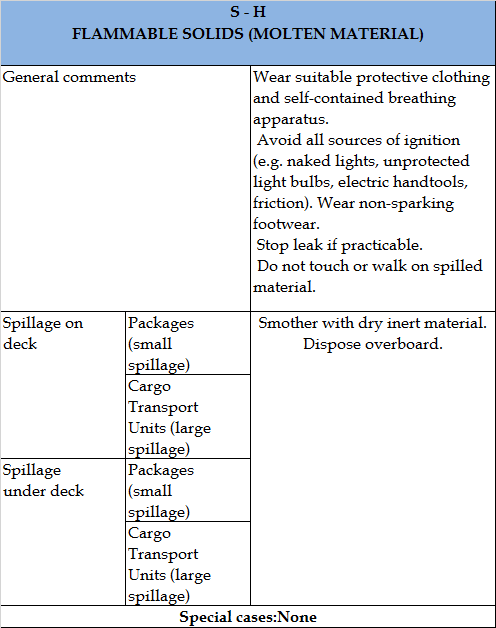 S - H
FLAMMABLE SOLIDS (MOLTEN MATERIAL)
General comments
Wear suitable protective clothing
and self-contained breathing
apparatus.
Avoid all sources of ignition
(e.g. naked lights, unprotected
light bulbs, electric handtools,
friction). Wear non-sparking
footwear.
Stop leak if practicable.
Do not touch or walk on spilled
material.
Spillage on
deck
Packages
(small
spillage)
Cargo
Transport
Units (large
spillage)
Smother with dry inert material.
Dispose overboard.
Spillage
under deck
Packages
(small
spillage)
Cargo
Transport
Units (large
spillage)
Special cases:None